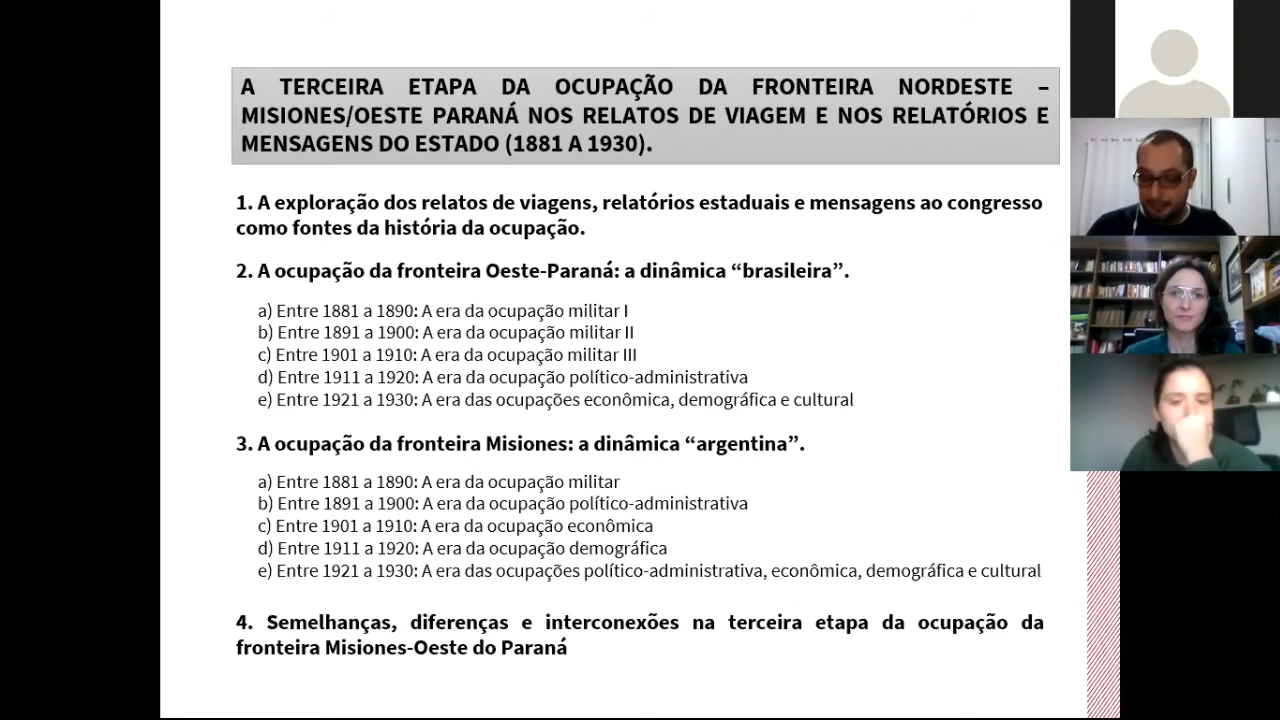 A TERCEIRA ETAPA DA OCUPAÇÃO DA FRONTEIRA NORDESTE –
MISIONES/OESTE PARANÁ NOS RELATOS DE VIAGEM E NOS RELATÓRIOS E
MENSAGENS DO ESTADO (1881 A 1930).
1. A exploração dos relatos de viagens, relatórios estaduais e mensagens ao congresso
como fontes da história da ocupação.
2. A ocupação da fronteira Oeste-Paraná: a dinâmica “brasileira”.
a) Entre 1881 a 1890: A era da ocupação militar I
b) Entre 1891 a 1900: A era da ocupação militar II
c) Entre 1901 a 1910: A era da ocupação militar III
d) Entre 1911 a 1920: A era da ocupação político-administrativa
e) Entre 1921 a 1930: A era das ocupações econômica, demográfica e cultural
3. A ocupação da fronteira Misiones: a dinâmica “argentina”.
a) Entre 1881 a 1890: A era da ocupação militar
b) Entre 1891 a 1900: A era da ocupação político-administrativa
c) Entre 1901 a 1910: A era da ocupação econômica
d) Entre 1911 a 1920: A era da ocupação demográfica
e) Entre 1921 a 1930: A era das ocupações político-administrativa, econômica, demográfica e cultural
4. Semelhanças, diferenças e interconexões na terceira etapa da ocupação da
fronteira Misiones-Oeste do Paraná